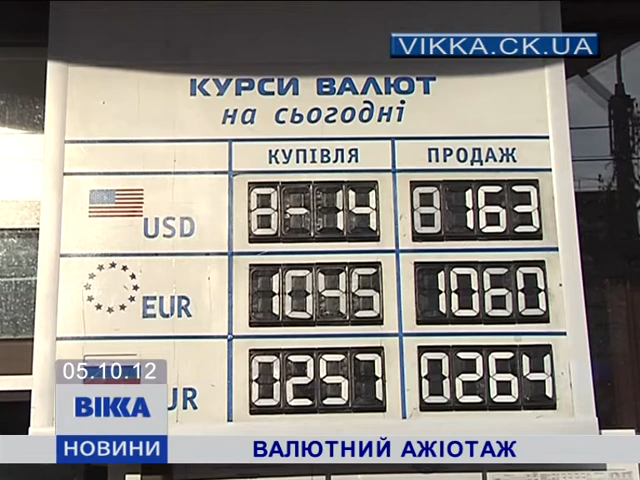 VIKKA.CK.UA
КУРСИ ВАЛЮТ
на сьогодні
КУПІВЛЯ ПРОДАЖ
USD 8-14 8163
EUR 1045 1060
UR 0257 0264
05.10.12
ВІККА
НОВИНИ
ВАЛЮТНИЙ АЖІОТАЖ